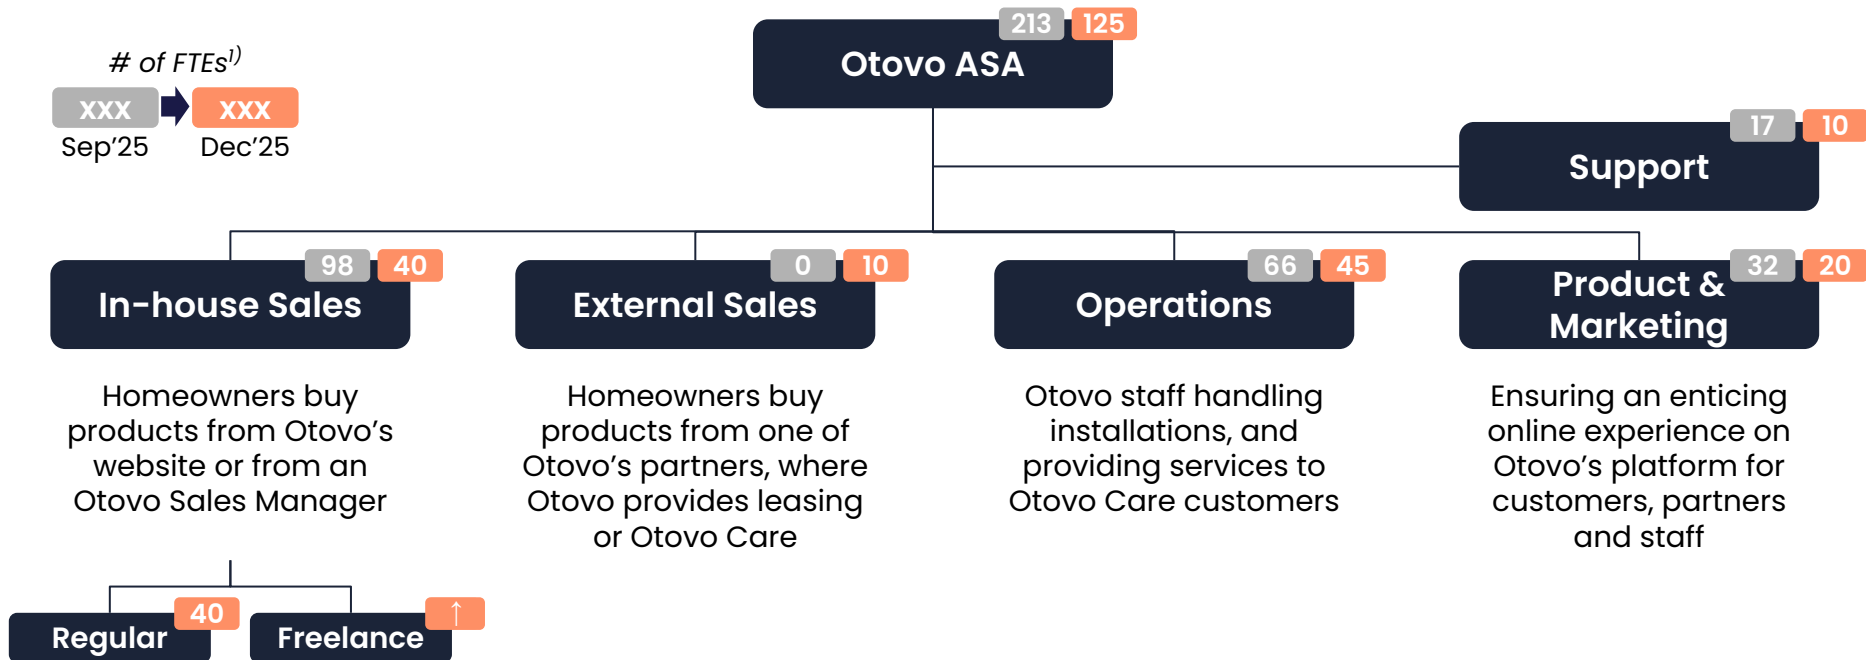 # of FTEs1)
xxx
xxx
Sep’25
Dec’25
213
125
Otovo ASA
17
10
Support
98
40
In-house Sales
Homeowners buy
products from Otovo’s
website or from an
Otovo Sales Manager
40
Regular
↑
Freelance
0
10
External Sales
Homeowners buy
products from one of
Otovo’s partners, where
Otovo provides leasing
or Otovo Care
66
45
Operations
Otovo staff handling
installations, and
providing services to
Otovo Care customers
32
20
Product &
Marketing
Ensuring an enticing
online experience on
Otovo’s platform for
customers, partners
and staff